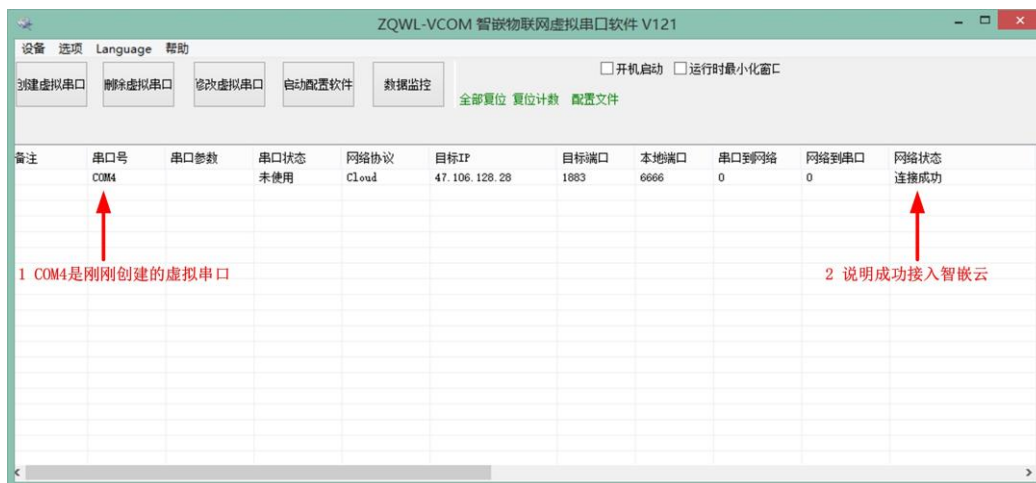 ZQWL-VCOM 智嵌物联网虚拟串口软件 V121
设备 选项 Language 帮助
创建虚拟串口 删除虚拟串口 修改虚拟串口 启动配置软件 数据监控 开机启动 运行时最小化窗口
全部复位 复位计数 配置文件
备注 串口号 串口参数 串口状态 网络协议 目标IP 目标端口 本地端口 串口到网络 网络到串口 网络状态
COM4 未使用 Cloud 47.106.128.28 1883 6666 0 0 连接成功
1 COM4是刚刚创建的虚拟串口 2 说明成功接入智嵌云